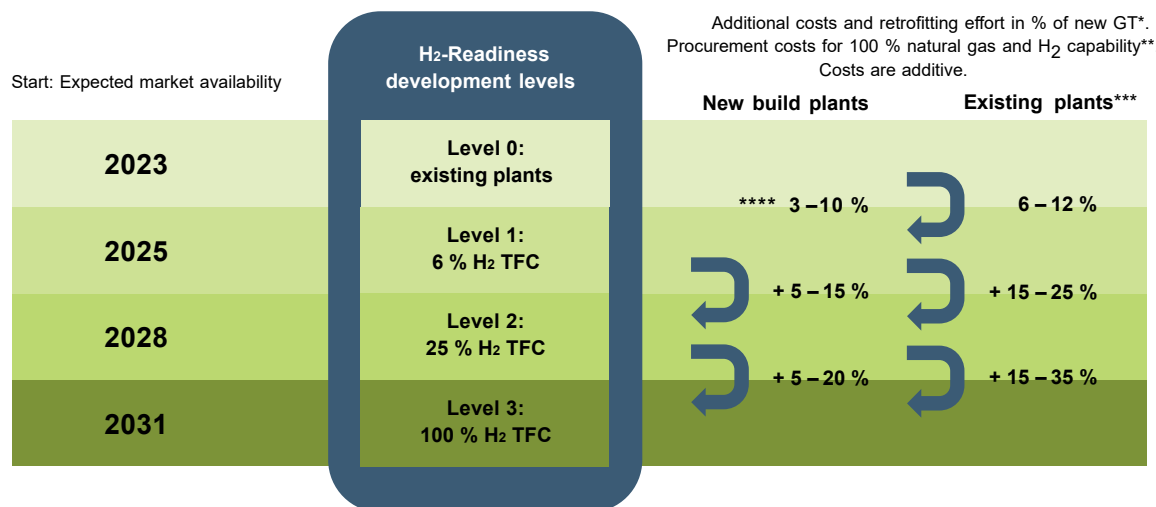 Additional costs and retrofitting effort in % of new GT*.
Procurement costs for 100 % natural gas and H2 capability**
Costs are additive.
Start: Expected market availability
H2-Readiness
development levels
New build plants
Existing plants***
2023
Level 0:
existing plants
**** 3 – 10 %
6 – 12 %
2025
Level 1:
6 % H2 TFC
+ 5 – 15 %
+ 15 – 25 %
2028
Level 2:
25 % H2 TFC
+ 5 – 20 %
+ 15 – 35 %
2031
Level 3:
100 % H2 TFC